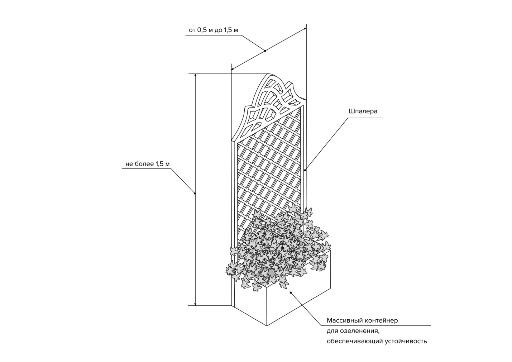 от 0,5 м до 1,5 м
Шпалера
не более 1,5 м
Массивный контейнер
для озеленения,
обеспечивающий устойчивость